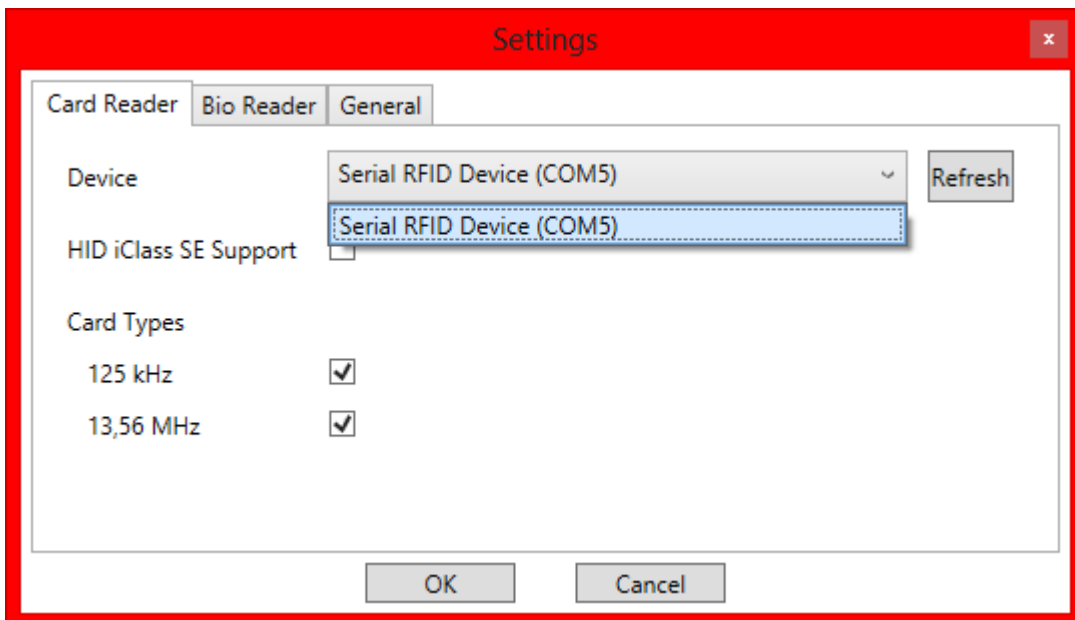 Settings
x
Card Reader Bio Reader General
Device Serial RFID Device (COM5) Refresh
Serial RFID Device (COM5)
HID iClass SE Support
Card Types
125 kHz
13,56 MHz
OK Cancel